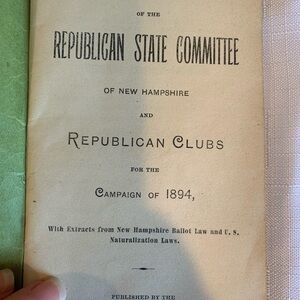 OF THE
REPUBLICAN STATE COMMITTEE
OF NEW HAMPSHIRE
AND
REPUBLICAN CLUBS
FOR THE
CAMPAIGN OF 1894,
With Extracts from New Hampshire Ballot Law and U. S.
Naturalization Laws.
PUBLISHED BY THE